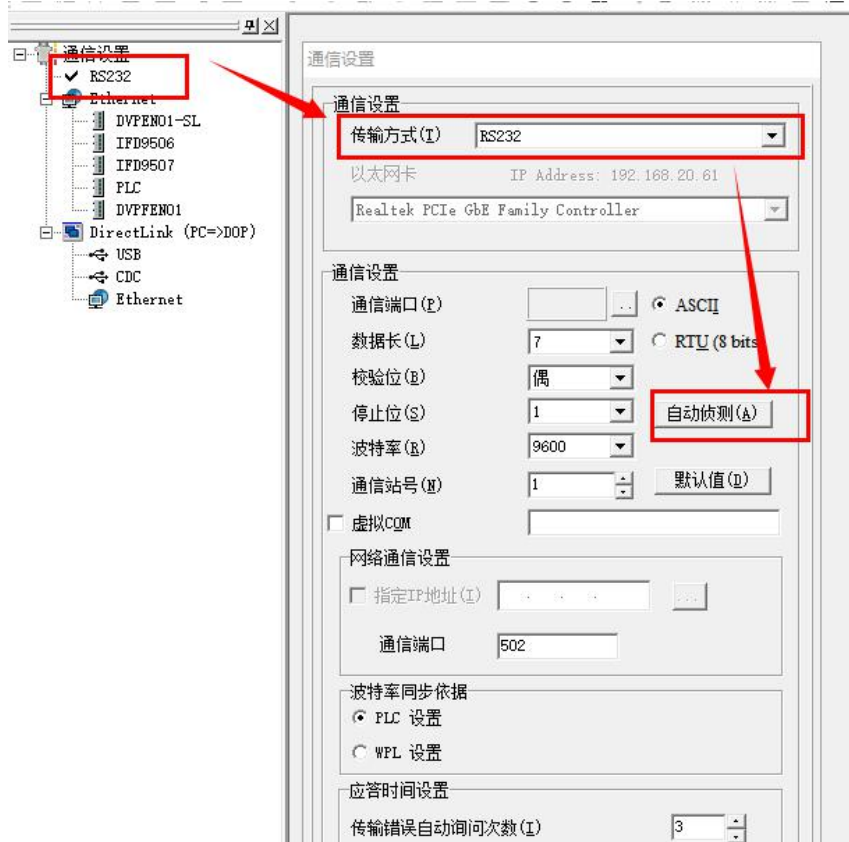 通信设置
RS232
Ethernet
DVPEN01-SL
IFD9506
IFD9507
PLC
DVPFEN01
DirectLink (PC=>DOP)
USB
CDC
Ethernet
通信设置
通信设置
传输方式(T) RS232
以太网卡 IP Address: 192.168.20.61
Realtek PCIe GbE Family Controller
通信设置
通信端口(P) .. ASCII
数据长(L) 7 RTU (8 bits
校验位(B) 偶
停止位(S) 1 自动侦测(A)
波特率(R) 9600
通信站号(N) 1 默认值(D)
虚拟COM
网络通信设置
指定IP地址(I) . . . ...
通信端口 502
波特率同步依据
PLC 设置
WPL 设置
应答时间设置
传输错误自动询问次数(I) 3